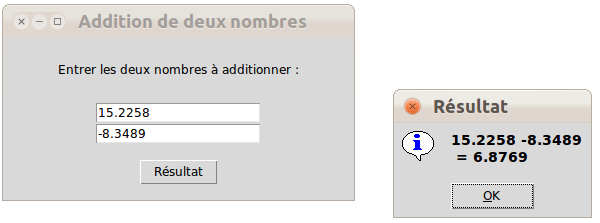 Addition de deux nombres
Entrer les deux nombres à additionner :
15.2258
-8.3489
Résultat
Résultat
15.2258 -8.3489
= 6.8769
OK